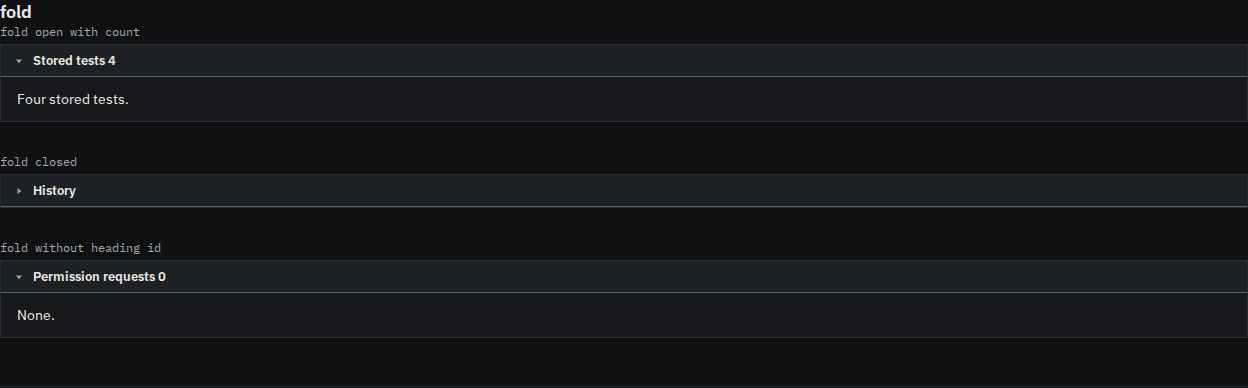 fold
fold open with count
Stored tests 4
Four stored tests.
fold closed
History
fold without heading id
Permission requests 0
None.